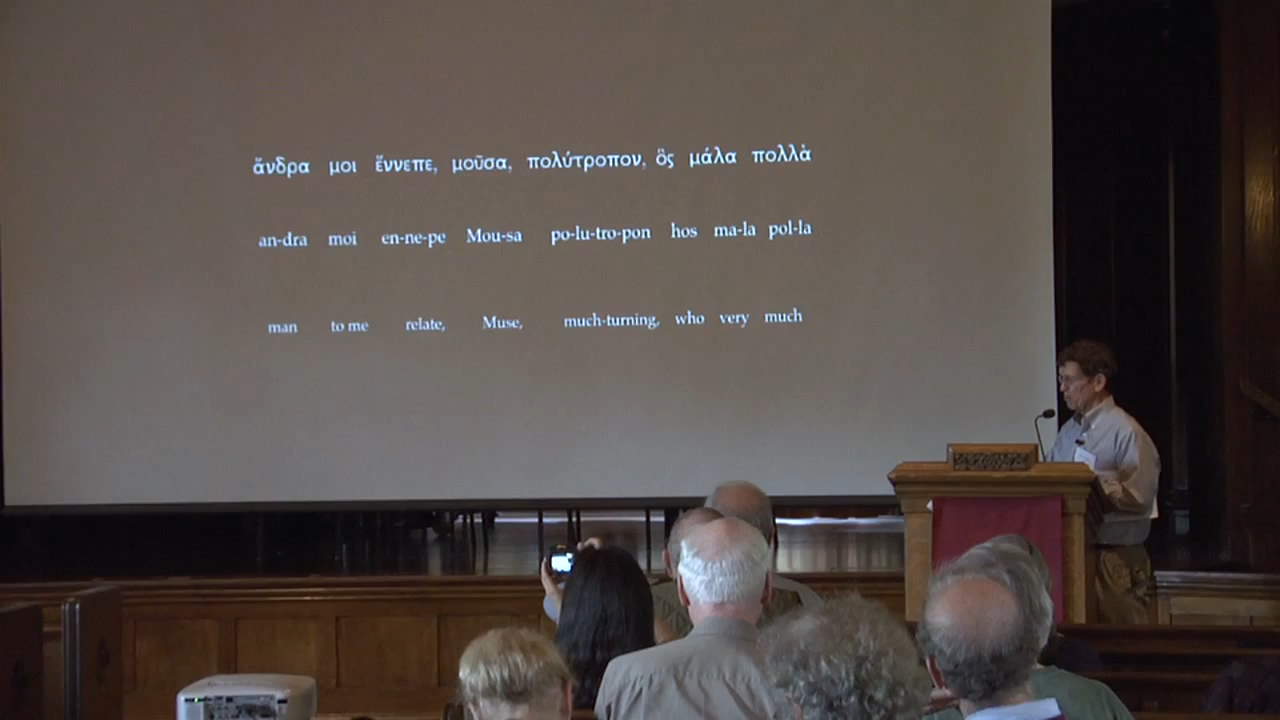 ἄνδρα μοι ἔννεπε, μοῦσα, πολύτροπον, ὃς μάλα πολλὰ
an-dra moi en-ne-pe Mou-sa po-lu-tro-pon hos ma-la pol-la
man to me relate, Muse, much-turning, who very much